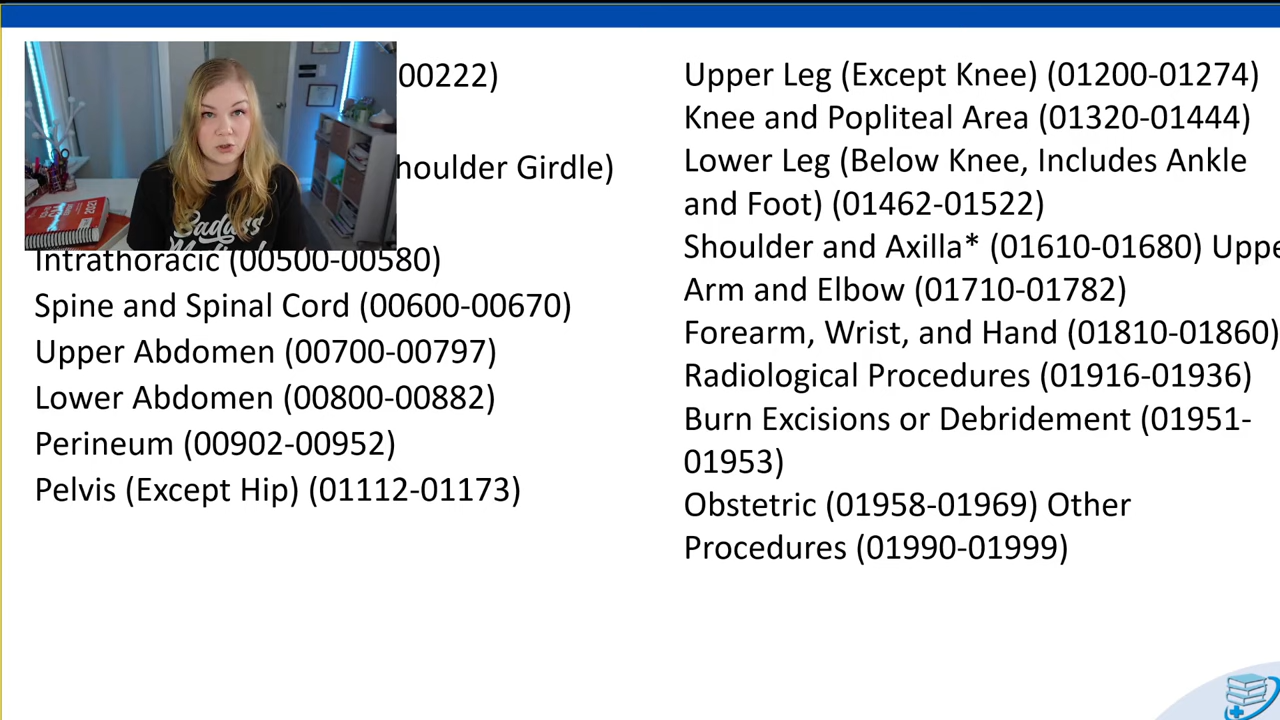 00222)
houlder Girdle)
Intrathoracic (00500-00580)
Spine and Spinal Cord (00600-00670)
Upper Abdomen (00700-00797)
Lower Abdomen (00800-00882)
Perineum (00902-00952)
Pelvis (Except Hip) (01112-01173)
Upper Leg (Except Knee) (01200-01274)
Knee and Popliteal Area (01320-01444)
Lower Leg (Below Knee, Includes Ankle
and Foot) (01462-01522)
Shoulder and Axilla* (01610-01680) Uppe
Arm and Elbow (01710-01782)
Forearm, Wrist, and Hand (01810-01860)
Radiological Procedures (01916-01936)
Burn Excisions or Debridement (01951-
01953)
Obstetric (01958-01969) Other
Procedures (01990-01999)
Badass